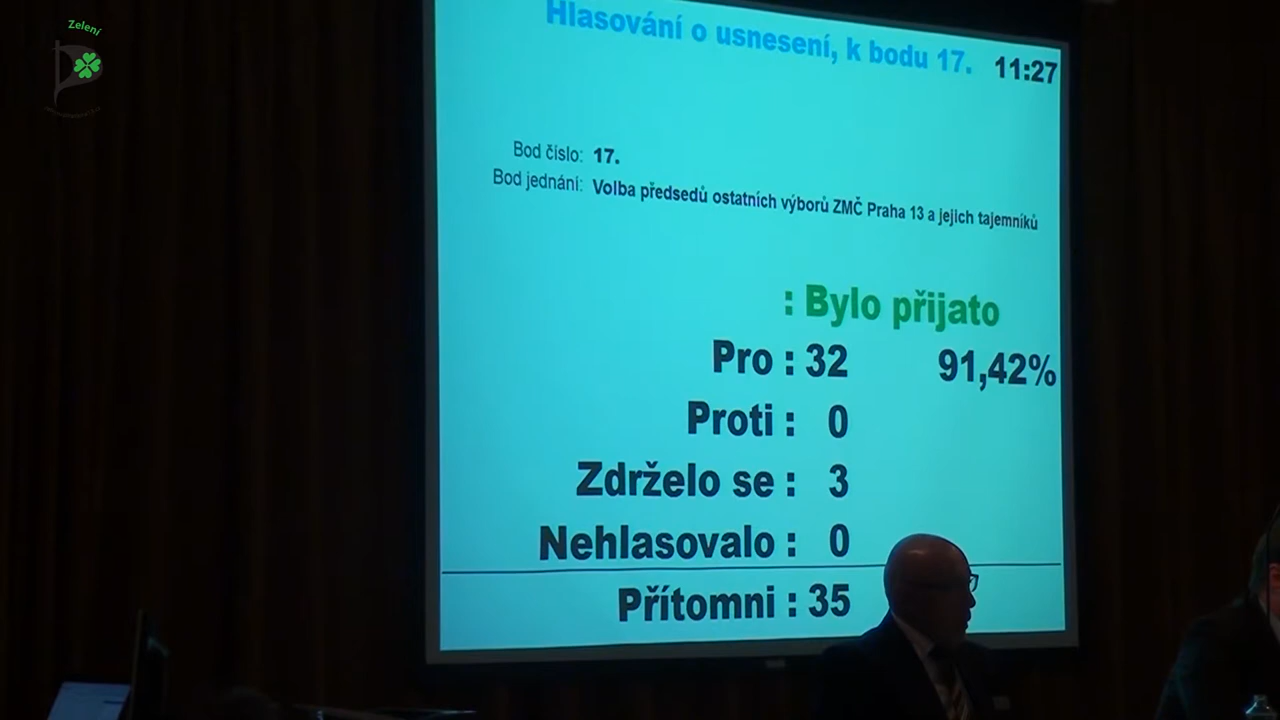 Zelení
Hlasování o usnesení, k bodu 17. 11:27
Bod číslo: 17.
Bod jednání: Volba předsedů ostatních výborů ZMČ Praha 13 a jejich tajemníků
: Bylo přijato
Pro : 32 91,42%
Proti : 0
Zdrželo se : 3
Nehlasovalo : 0
Přítomni : 35